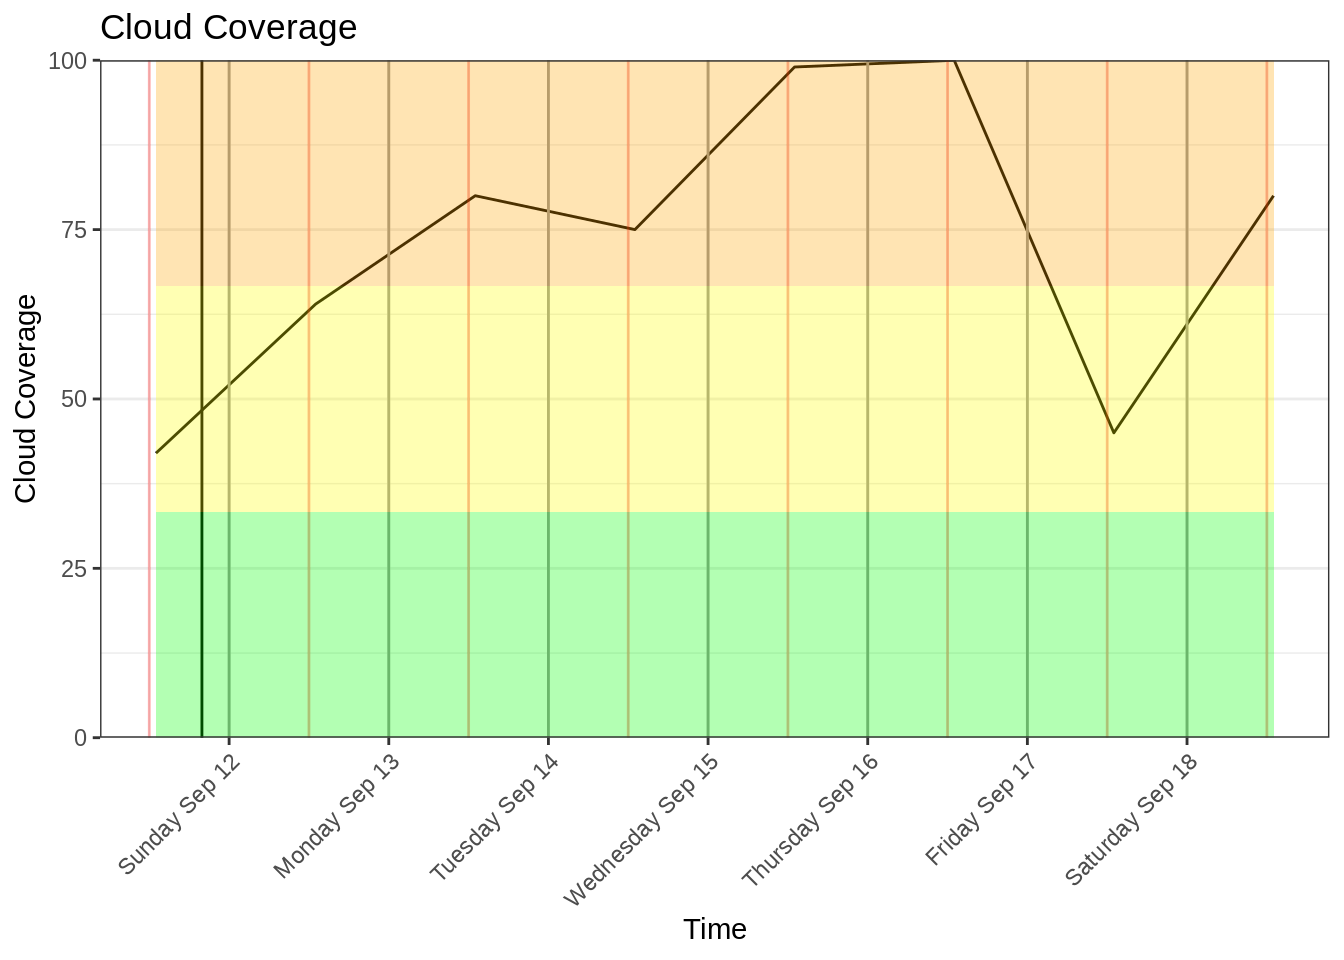 Cloud Coverage
100
75
50
25
0
Cloud Coverage
Sunday Sep 12
Monday Sep 13
Tuesday Sep 14
Wednesday Sep 15
Thursday Sep 16
Friday Sep 17
Saturday Sep 18
Time